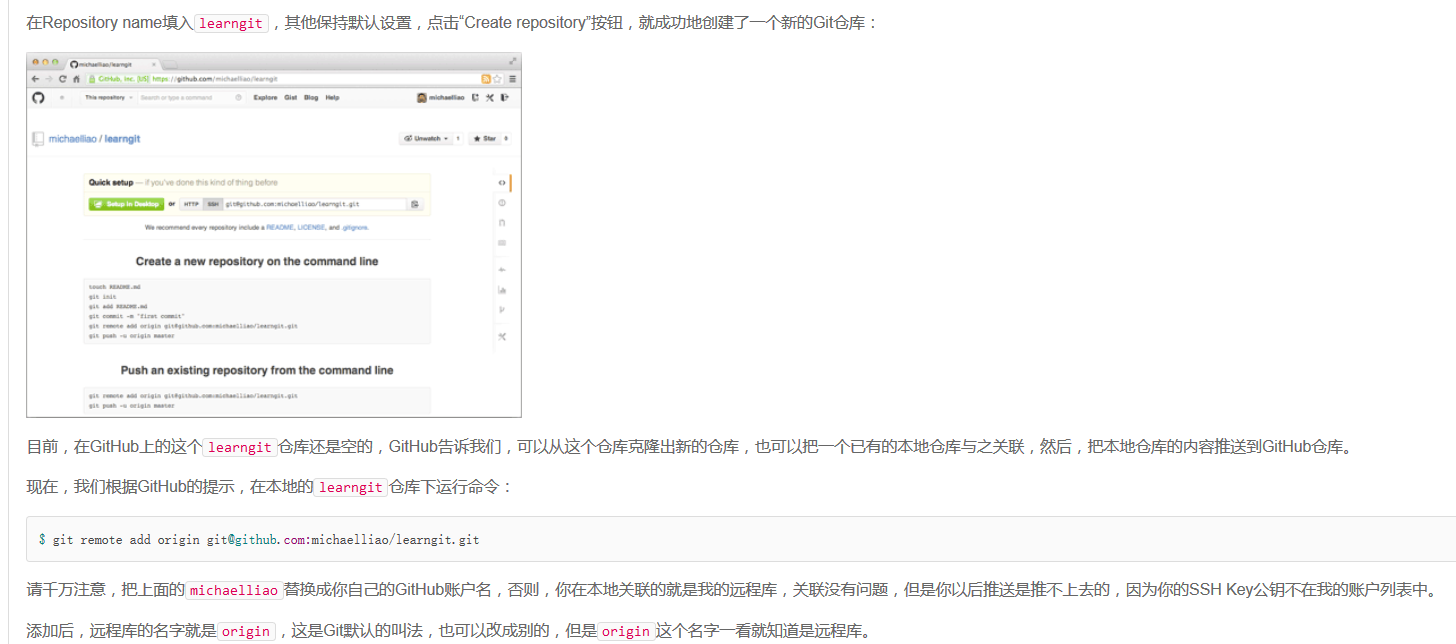 在Repository name填入learngit，其他保持默认设置，点击“Create repository”按钮，就成功地创建了一个新的Git仓库：
michaelliao/learngit
GitHub, Inc. [US] https://github.com/michaelliao/learngit
This repository Search or type a command Explore Gist Blog Help michaelliao
michaelliao / learngit Unwatch 1 Star 0
Quick setup — if you've done this kind of thing before
Setup in Desktop or HTTP SSH git@github.com:michaelliao/learngit.git
We recommend every repository include a README, LICENSE, and .gitignore.
Create a new repository on the command line
touch README.md
git init
git add README.md
git commit -m "first commit"
git remote add origin git@github.com:michaelliao/learngit.git
git push -u origin master
Push an existing repository from the command line
git remote add origin git@github.com:michaelliao/learngit.git
git push -u origin master
目前，在GitHub上的这个learngit仓库还是空的，GitHub告诉我们，可以从这个仓库克隆出新的仓库，也可以把一个已有的本地仓库与之关联，然后，把本地仓库的内容推送到GitHub仓库。
现在，我们根据GitHub的提示，在本地的learngit仓库下运行命令：
$ git remote add origin git@github.com:michaelliao/learngit.git
请千万注意，把上面的michaelliao替换成你自己的GitHub账户名，否则，你在本地关联的就是我的远程库，关联没有问题，但是你以后推送是推不上去的，因为你的SSH Key公钥不在我的账户列表中。
添加后，远程库的名字就是origin，这是Git默认的叫法，也可以改成别的，但是origin这个名字一看就知道是远程库。